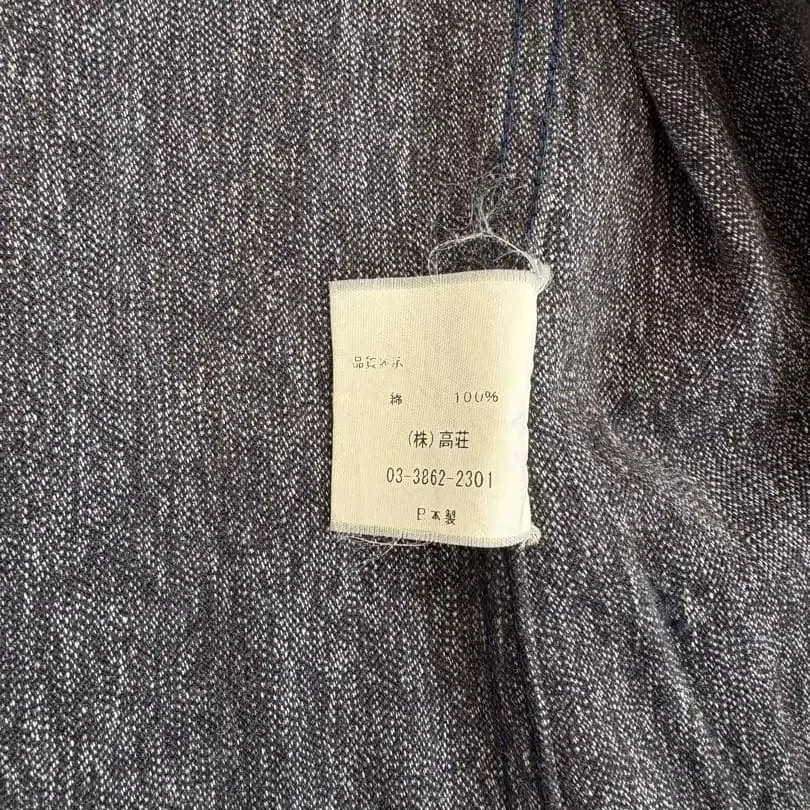 品質表示
綿 100%
(株)高荘
03-3862-2301
日本製